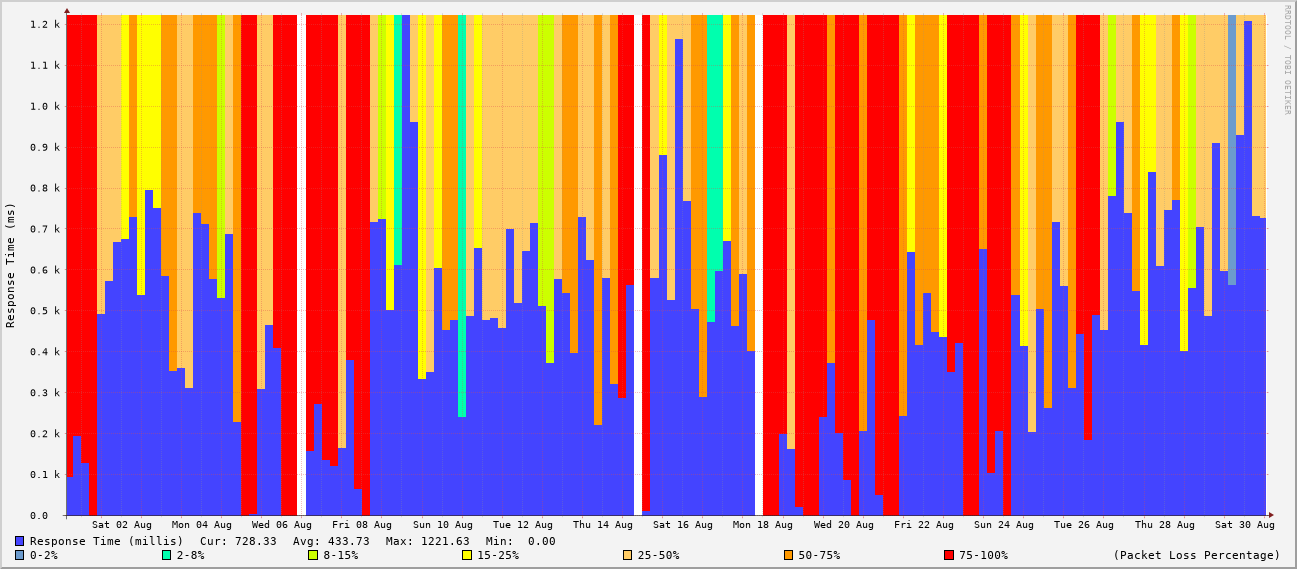 RRDTOOL / TOBI OETIKER
Response Time (ms)
1.2 k
1.1 k
1.0 k
0.9 k
0.8 k
0.7 k
0.6 k
0.5 k
0.4 k
0.3 k
0.2 k
0.1 k
0.0
Sat 02 Aug Mon 04 Aug Wed 06 Aug Fri 08 Aug Sun 10 Aug Tue 12 Aug Thu 14 Aug Sat 16 Aug Mon 18 Aug Wed 20 Aug Fri 22 Aug Sun 24 Aug Tue 26 Aug Thu 28 Aug Sat 30 Aug
Response Time (millis) Cur: 728.33 Avg: 433.73 Max: 1221.63 Min: 0.00
0-2% 2-8% 8-15% 15-25% 25-50% 50-75% 75-100% (Packet Loss Percentage)